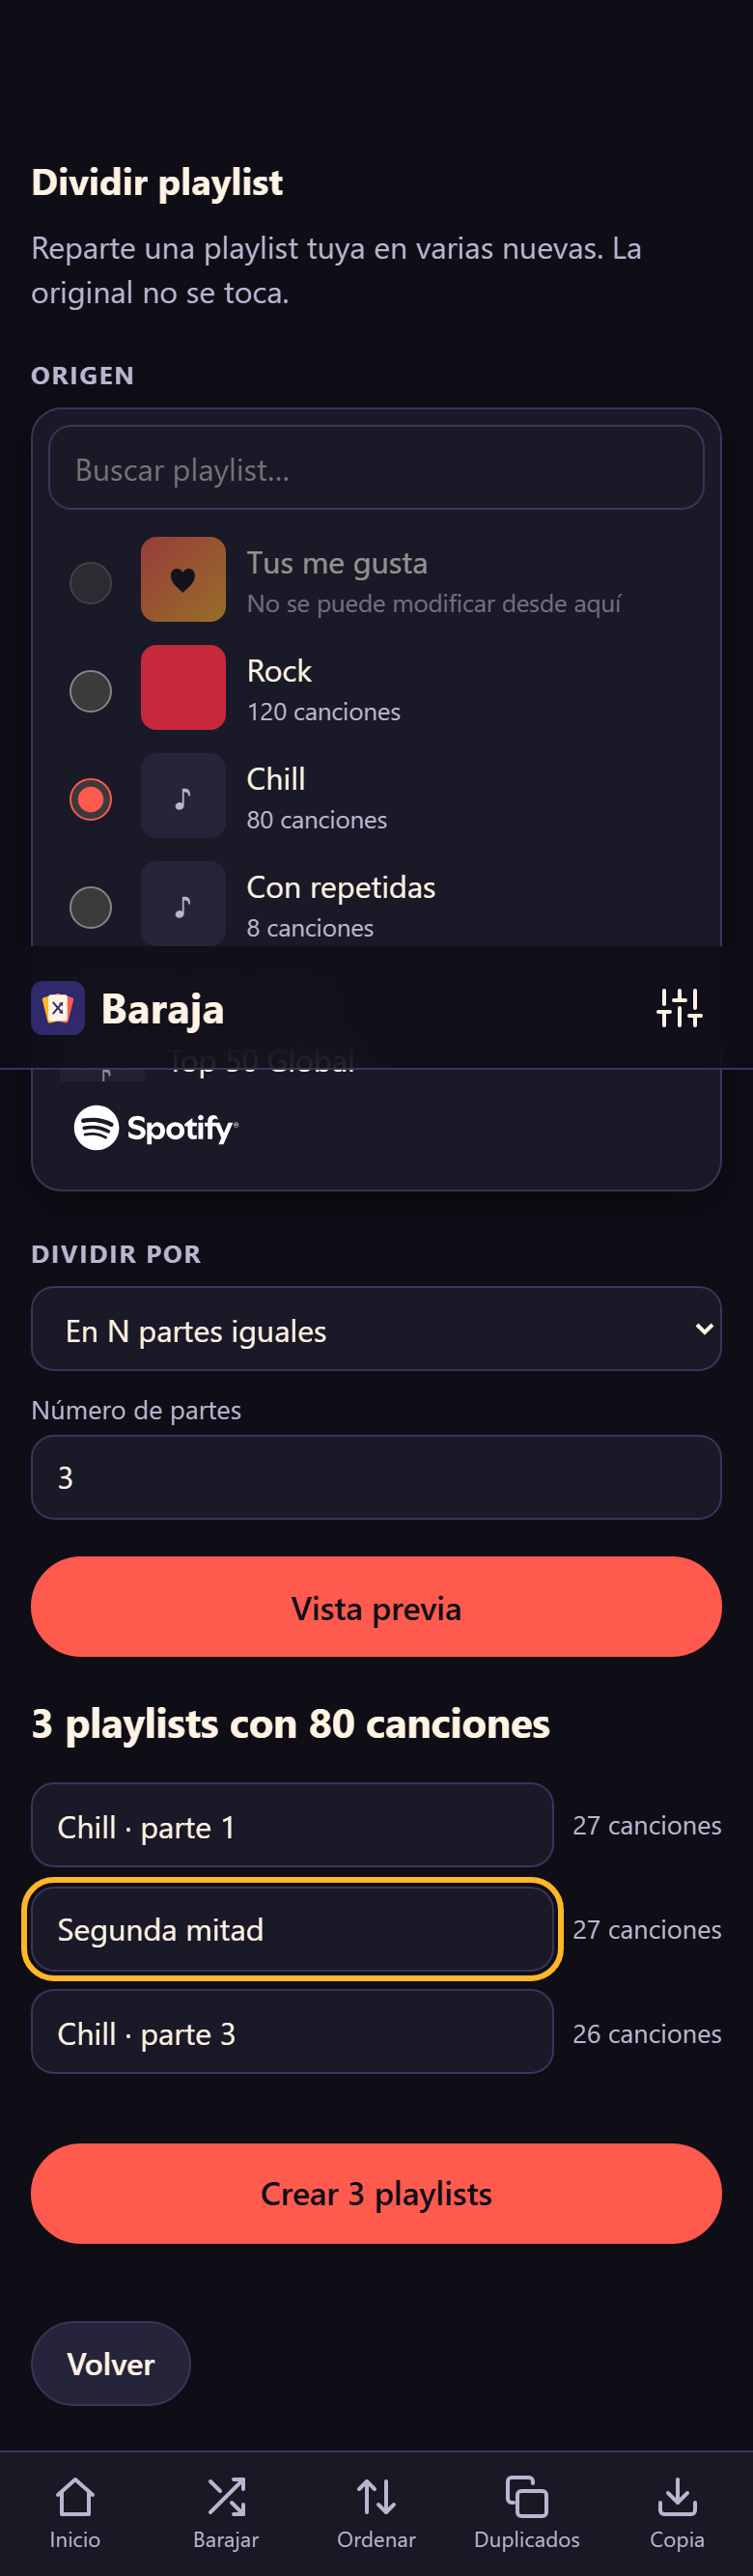 Dividir playlist
Reparte una playlist tuya en varias nuevas. La
original no se toca.
ORIGEN
Buscar playlist...
Tus me gusta
No se puede modificar desde aquí
Rock
120 canciones
Chill
80 canciones
Con repetidas
8 canciones
Baraja
Top 50 Global
Spotify®
DIVIDIR POR
En N partes iguales
Número de partes
3
Vista previa
3 playlists con 80 canciones
Chill · parte 1
27 canciones
Segunda mitad
27 canciones
Chill · parte 3
26 canciones
Crear 3 playlists
Volver
Inicio
Barajar
Ordenar
Duplicados
Copia